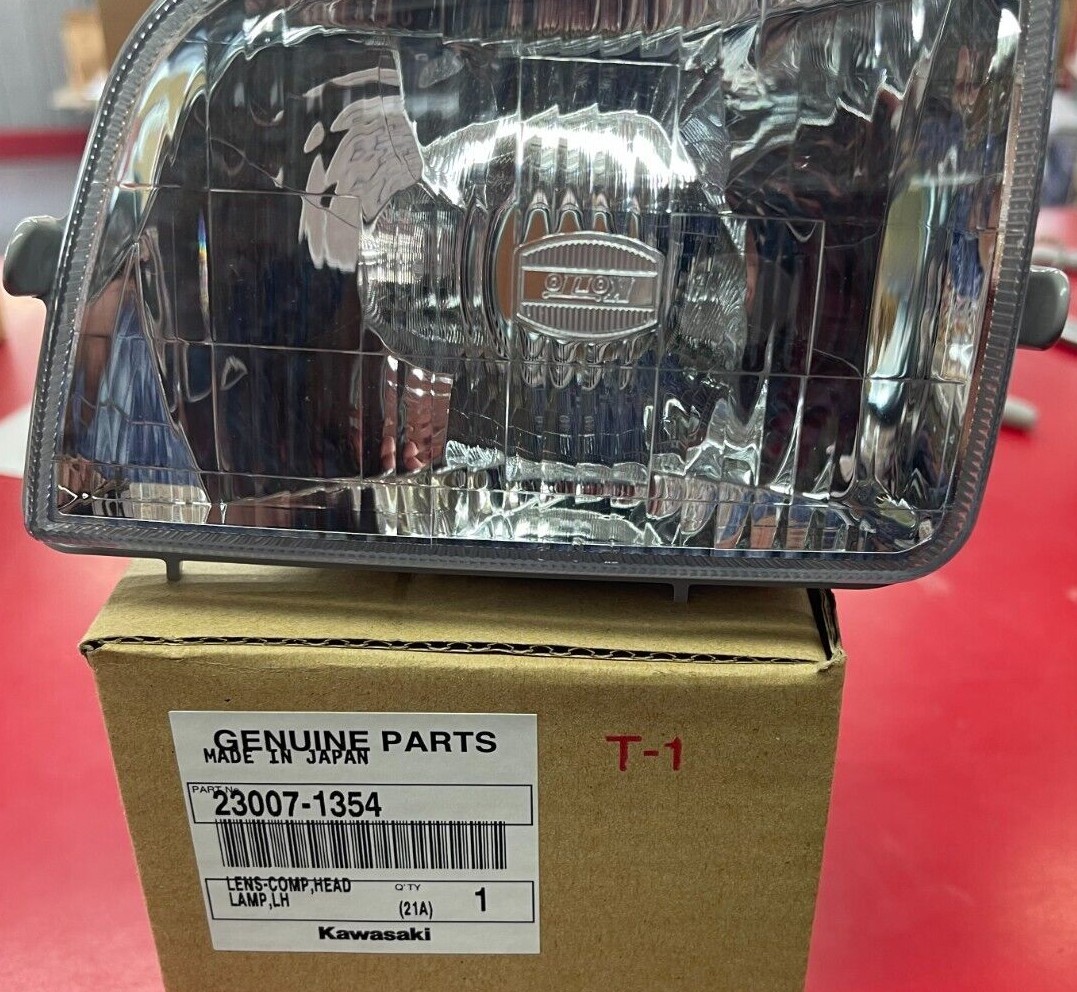 KOITO
GENUINE PARTS
MADE IN JAPAN
T-1
PART No.
23007-1354
LENS-COMP,HEAD
LAMP,LH
Q'TY
(21A)
1
Kawasaki